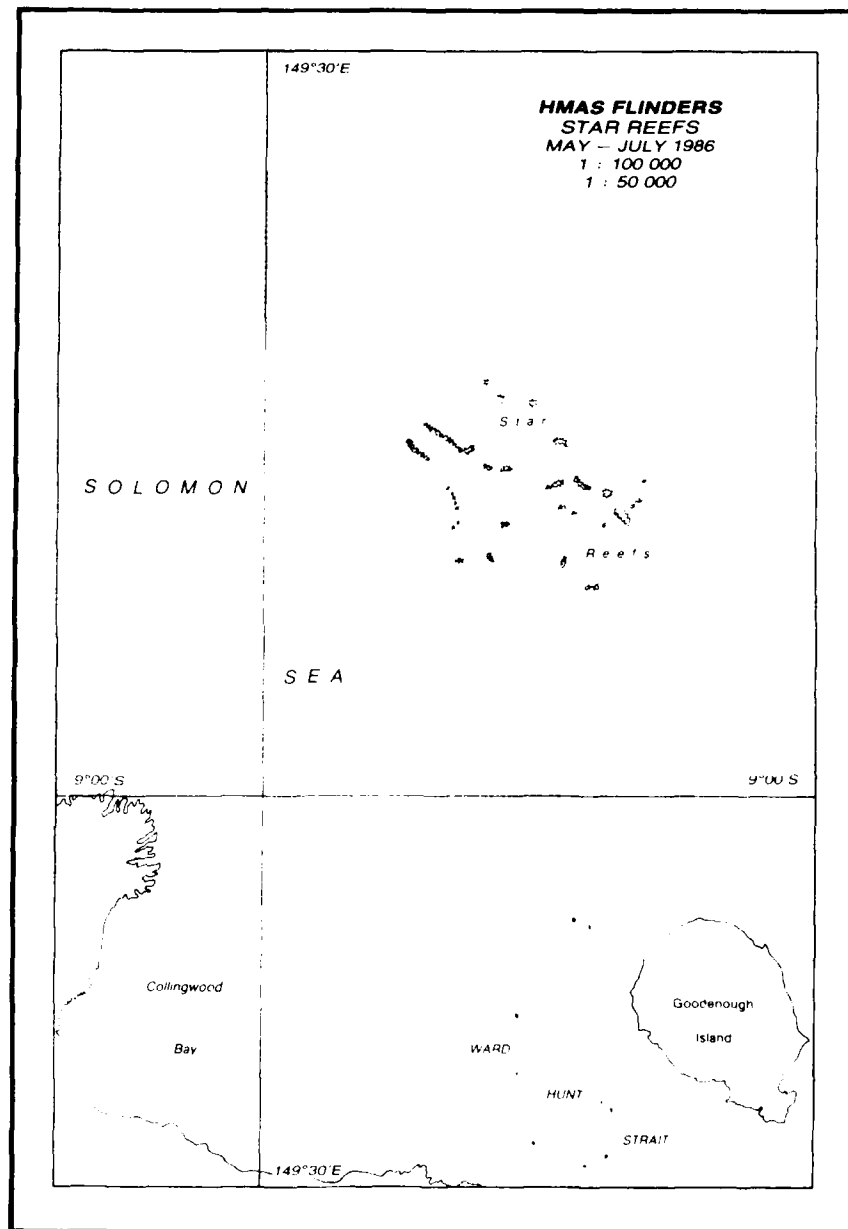 149°30'E
HMAS FLINDERS
STAR REEFS
MAY – JULY 1986
1 : 100 000
1 : 50 000
Star
SOLOMON
Reefs
SEA
9°00'S
9°00'S
Collingwood
Bay
Goodenough
Island
WARD
HUNT
STRAIT
149°30'E